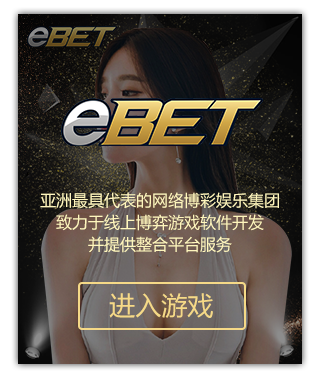 eBET
eBET
亚洲最具代表的网络博彩娱乐集团
致力于线上博弈游戏软件开发
并提供整合平台服务
进入游戏